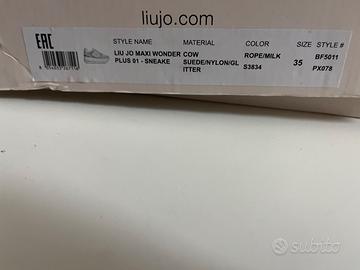 liujo.com
EAC
STYLE NAME MATERIAL COLOR SIZE STYLE #
LIU JO MAXI WONDER COW ROPE/MILK 35 BF5011
PLUS 01 - SNEAKE SUEDE/NYLON/GL S3834 PX078
ITTER
subito